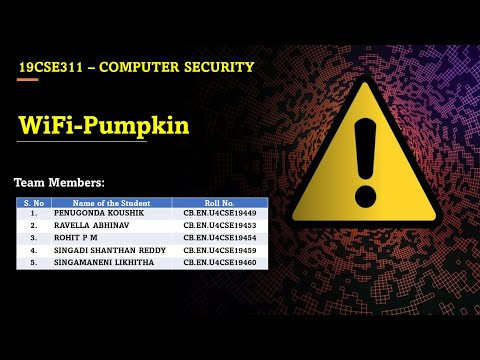 19CSE311 – COMPUTER SECURITY
WiFi-Pumpkin
Team Members:
S. No Name of the Student Roll No.
1. PENUGONDA KOUSHIK CB.EN.U4CSE19449
2. RAVELLA ABHINAV CB.EN.U4CSE19453
3. ROHIT P M CB.EN.U4CSE19454
4. SINGADI SHANTHAN REDDY CB.EN.U4CSE19459
5. SINGAMANENI LIKHITHA CB.EN.U4CSE19460